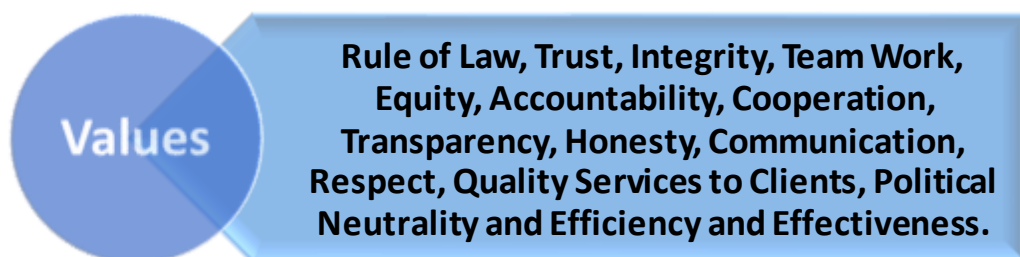 Values
Rule of Law, Trust, Integrity, Team Work,
Equity, Accountability, Cooperation,
Transparency, Honesty, Communication,
Respect, Quality Services to Clients, Political
Neutrality and Efficiency and Effectiveness.